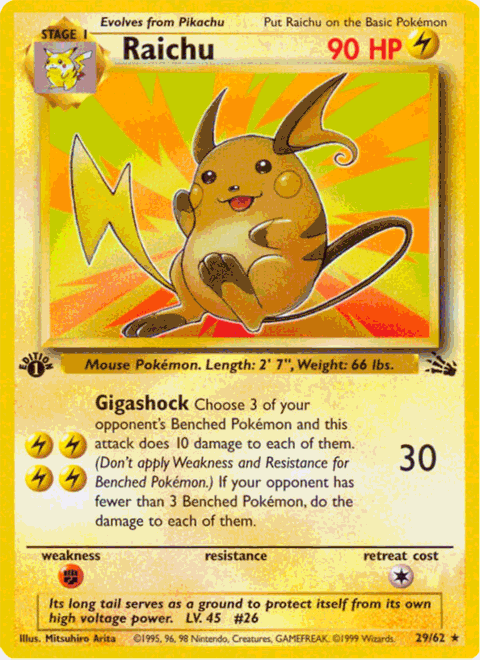 Evolves from Pikachu Put Raichu on the Basic Pokémon
STAGE 1
Raichu 90 HP
EDITION
1
Mouse Pokémon. Length: 2' 7", Weight: 66 lbs.
Gigashock Choose 3 of your
opponent's Benched Pokémon and this
attack does 10 damage to each of them.
(Don't apply Weakness and Resistance for
Benched Pokémon.) If your opponent has
fewer than 3 Benched Pokémon, do the
damage to each of them.
30
weakness resistance retreat cost
Its long tail serves as a ground to protect itself from its own
high voltage power. LV. 45 #26
Illus. Mitsuhiro Arita ©1995, 96, 98 Nintendo, Creatures, GAMEFREAK. ©1999 Wizards. 29/62 ★